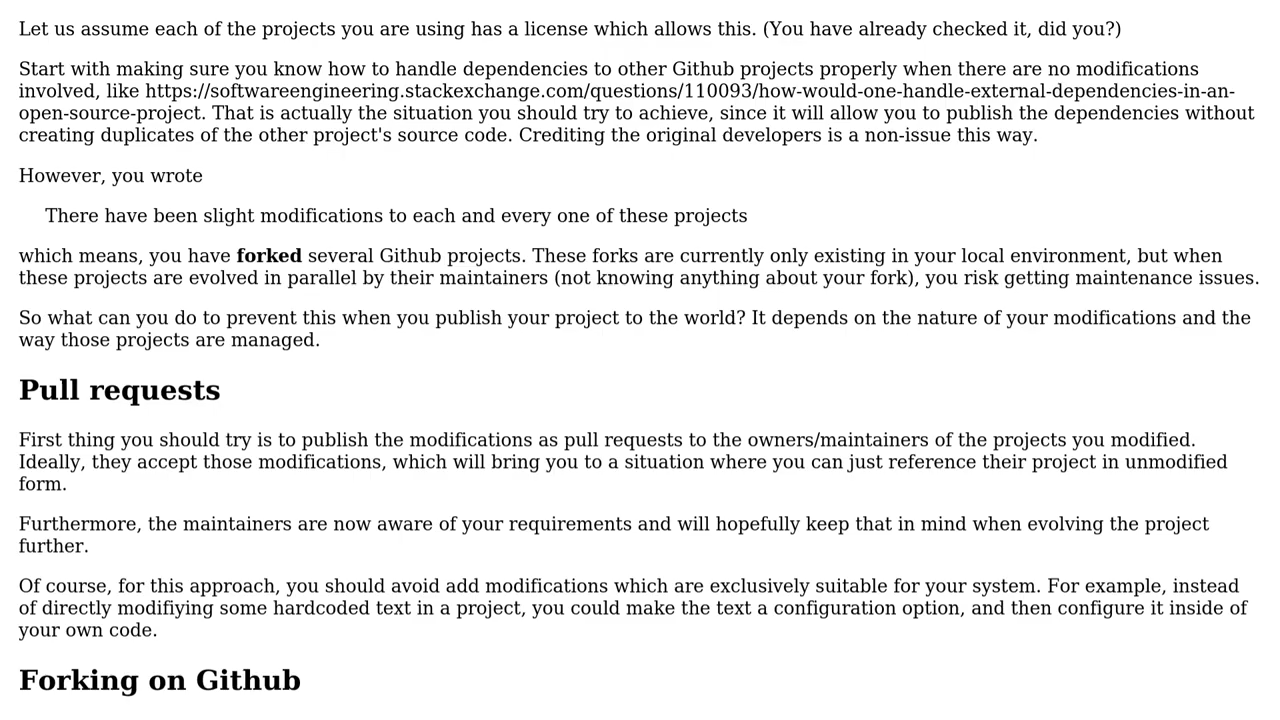 Let us assume each of the projects you are using has a license which allows this. (You have already checked it, did you?)
Start with making sure you know how to handle dependencies to other Github projects properly when there are no modifications
involved, like https://softwareengineering.stackexchange.com/questions/110093/how-would-one-handle-external-dependencies-in-an-
open-source-project. That is actually the situation you should try to achieve, since it will allow you to publish the dependencies without
creating duplicates of the other project's source code. Crediting the original developers is a non-issue this way.
However, you wrote
There have been slight modifications to each and every one of these projects
which means, you have forked several Github projects. These forks are currently only existing in your local environment, but when
these projects are evolved in parallel by their maintainers (not knowing anything about your fork), you risk getting maintenance issues.
So what can you do to prevent this when you publish your project to the world? It depends on the nature of your modifications and the
way those projects are managed.
Pull requests
First thing you should try is to publish the modifications as pull requests to the owners/maintainers of the projects you modified.
Ideally, they accept those modifications, which will bring you to a situation where you can just reference their project in unmodified
form.
Furthermore, the maintainers are now aware of your requirements and will hopefully keep that in mind when evolving the project
further.
Of course, for this approach, you should avoid add modifications which are exclusively suitable for your system. For example, instead
of directly modifiying some hardcoded text in a project, you could make the text a configuration option, and then configure it inside of
your own code.
Forking on Github